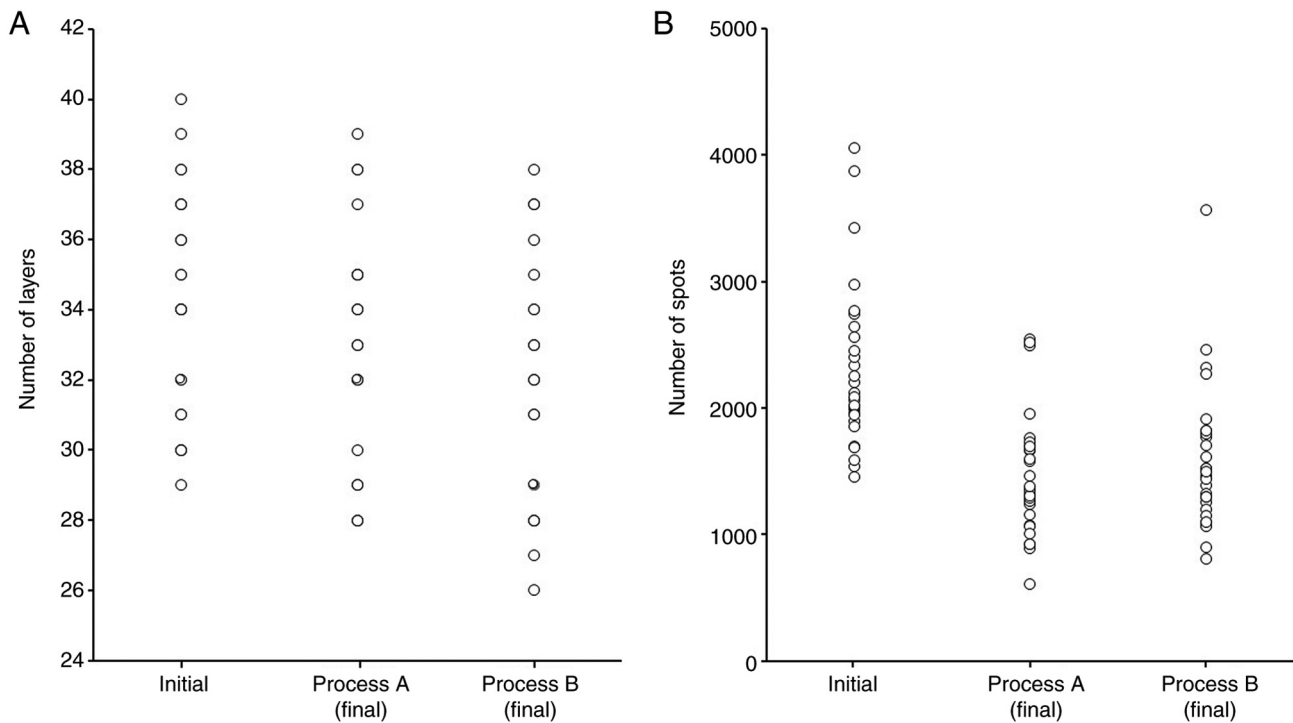 A
Number of layers
42
40
38
36
34
32
30
28
26
24
Initial
Process A
(final)
Process B
(final)
B
Number of spots
5000
4000
3000
2000
1000
0
Initial
Process A
(final)
Process B
(final)